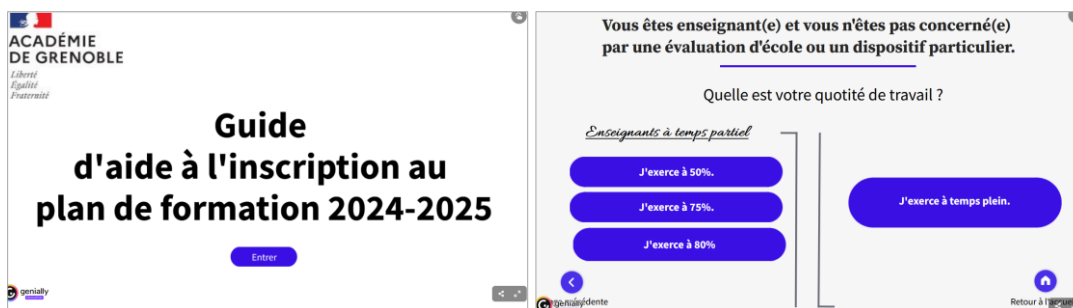 ACADÉMIE
DE GRENOBLE
Liberté
Égalité
Fraternité
Guide
d'aide à l'inscription au
plan de formation 2024-2025
Entrer
genially
Vous êtes enseignant(e) et vous n'êtes pas concerné(e)
par une évaluation d'école ou un dispositif particulier.
Quelle est votre quotité de travail ?
Enseignants à temps partiel
J'exerce à 50%.
J'exerce à 75%.
J'exerce à 80%
J'exerce à temps plein.
genially
Retour à l'accueil